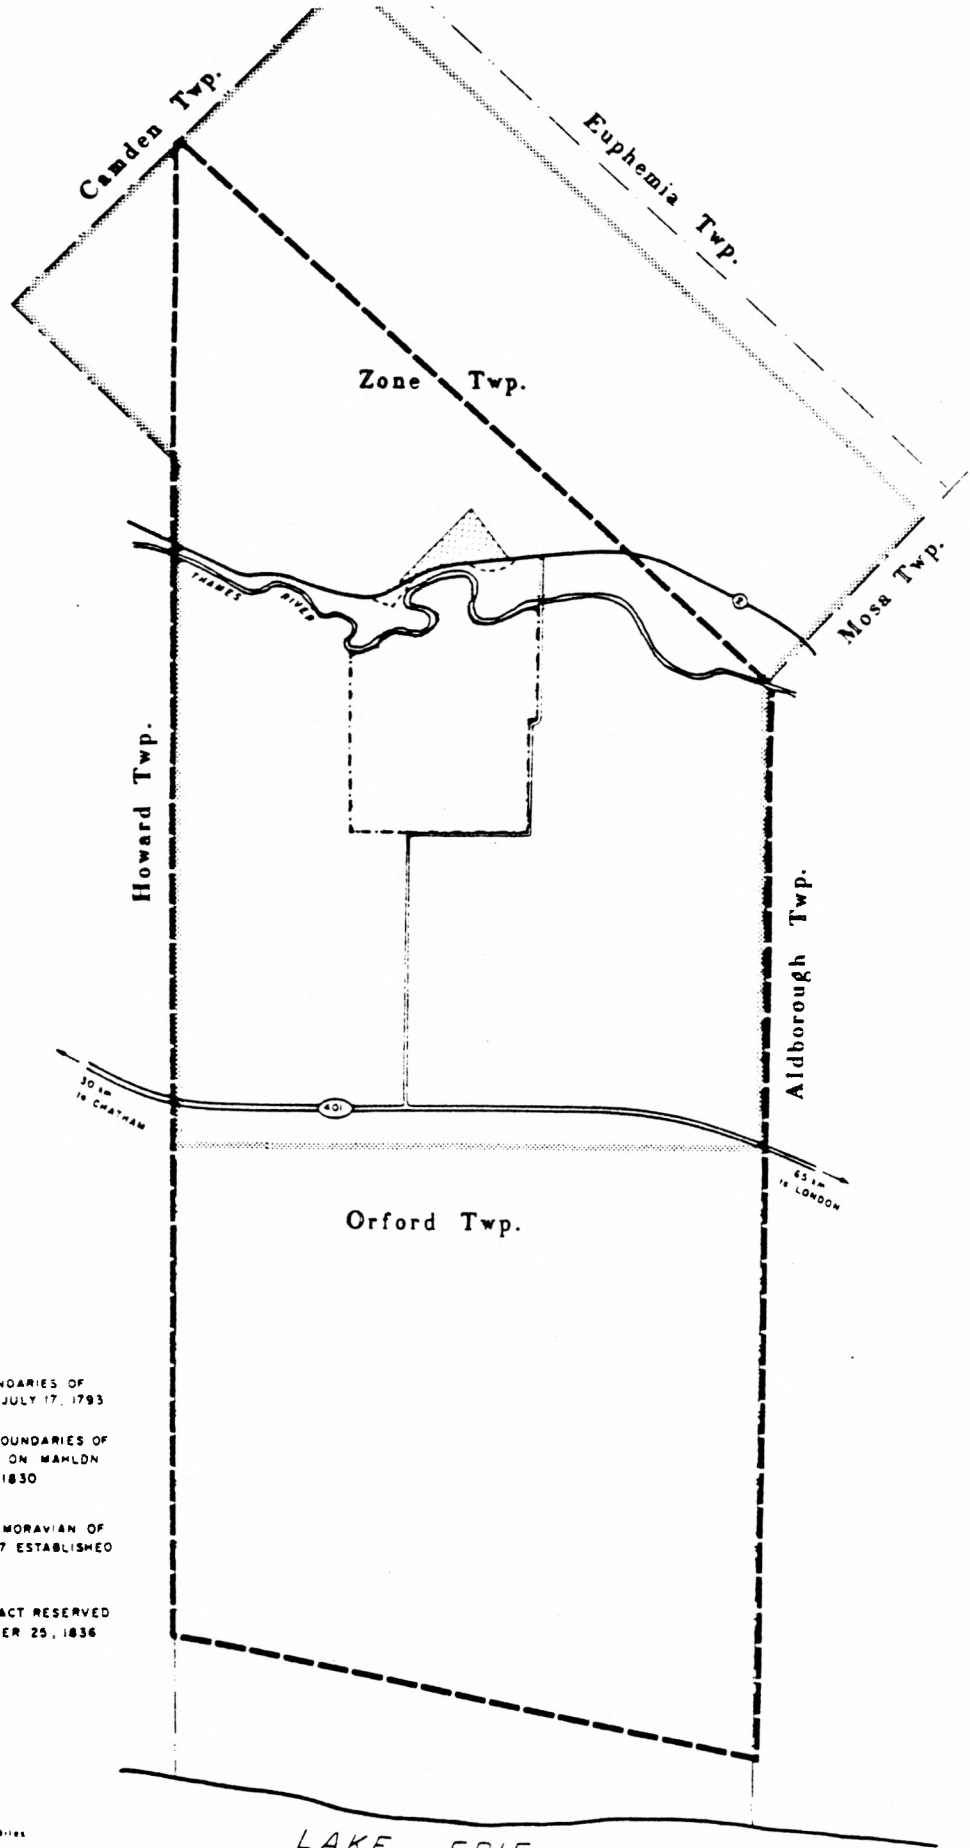 Camden Twp.
Euphemia Twp.
Zone Twp.
Mosa Twp.
THAMES RIVER
2
Howard Twp.
Aldborough Twp.
30 km
to CHATHAM
401
65 km
to LONDON
Orford Twp.
NDARIES OF
JULY 17, 1793
OUNDARIES OF
ON MAHLON
1830
MORAVIAN OF
7 ESTABLISHED
ACT RESERVED
ER 25, 1836
LAKE ERIE